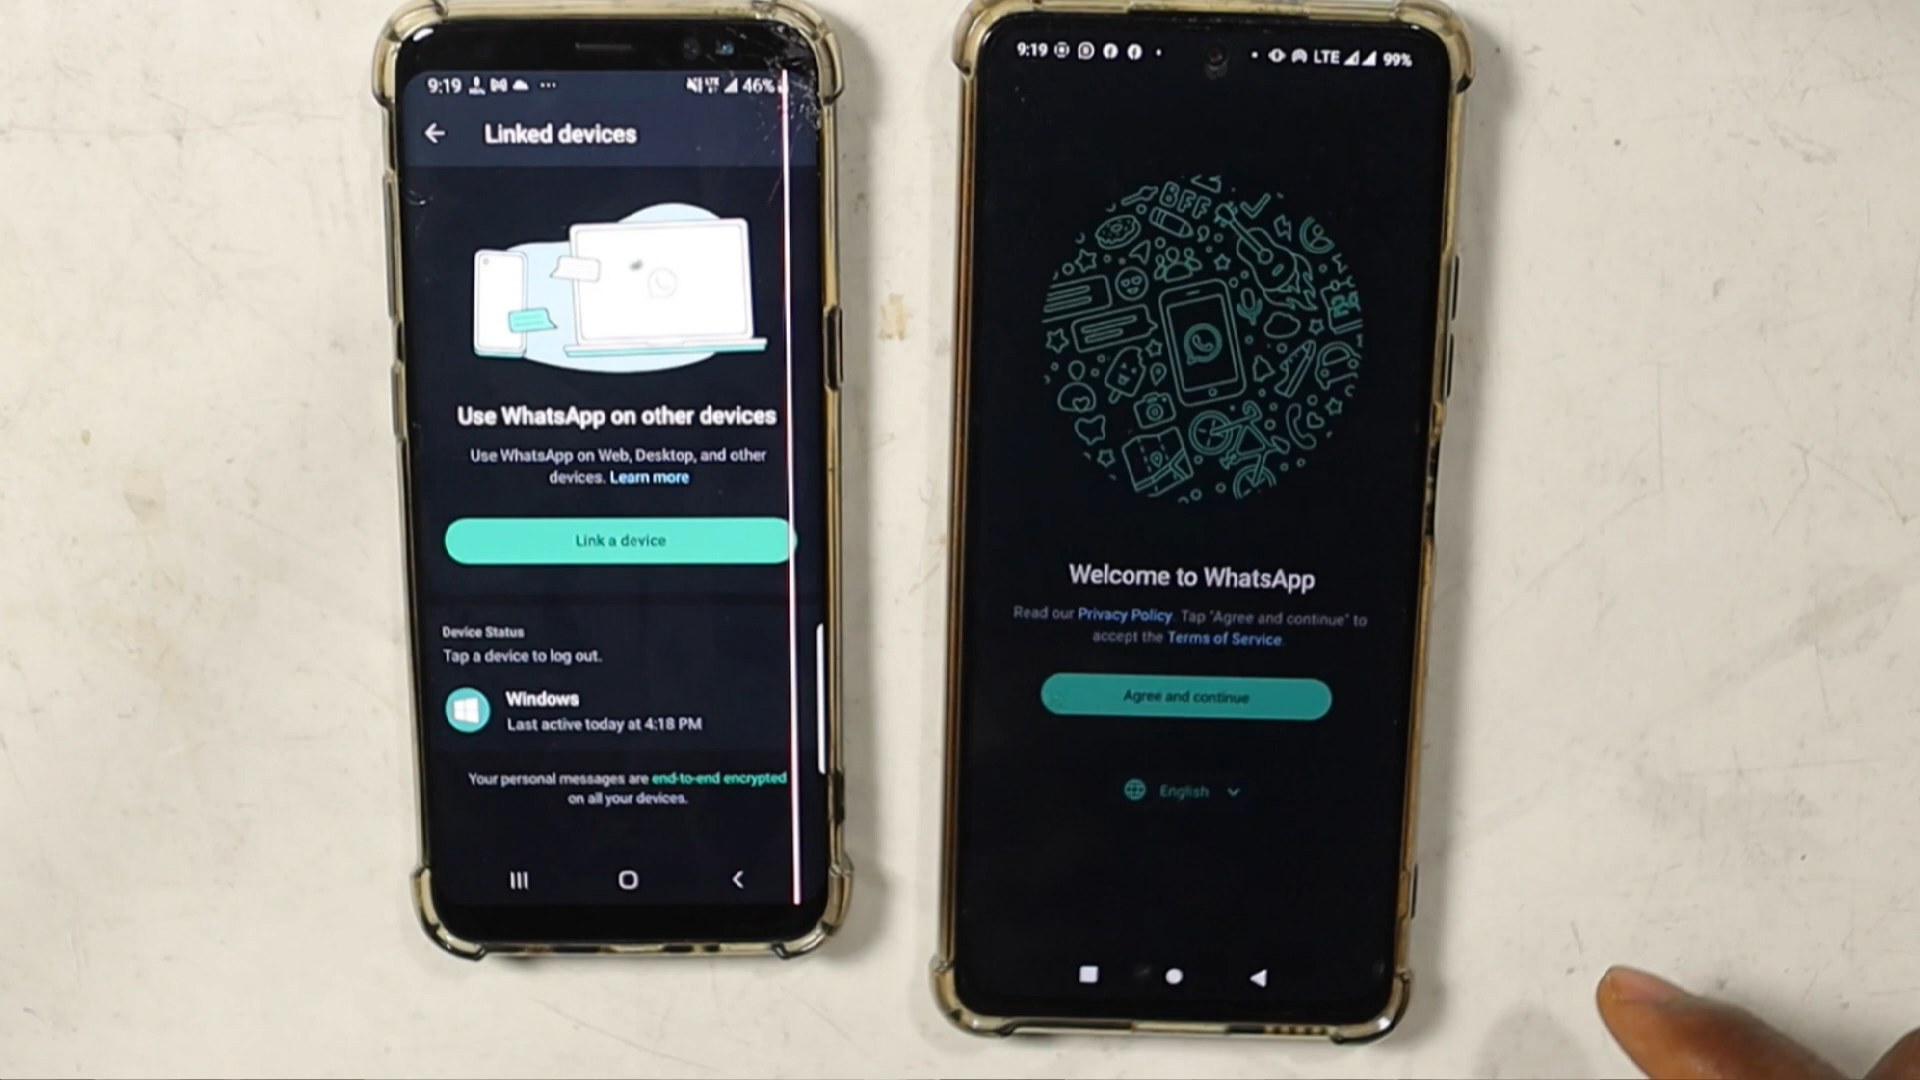 9:19
46%
Linked devices
Use WhatsApp on other devices
Use WhatsApp on Web, Desktop, and other
devices. Learn more
Link a device
Device Status
Tap a device to log out.
Windows
Last active today at 4:18 PM
Your personal messages are end-to-end encrypted
on all your devices.
9:19
LTE 99%
BFF
Welcome to WhatsApp
Read our Privacy Policy. Tap "Agree and continue" to
accept the Terms of Service.
Agree and continue
English